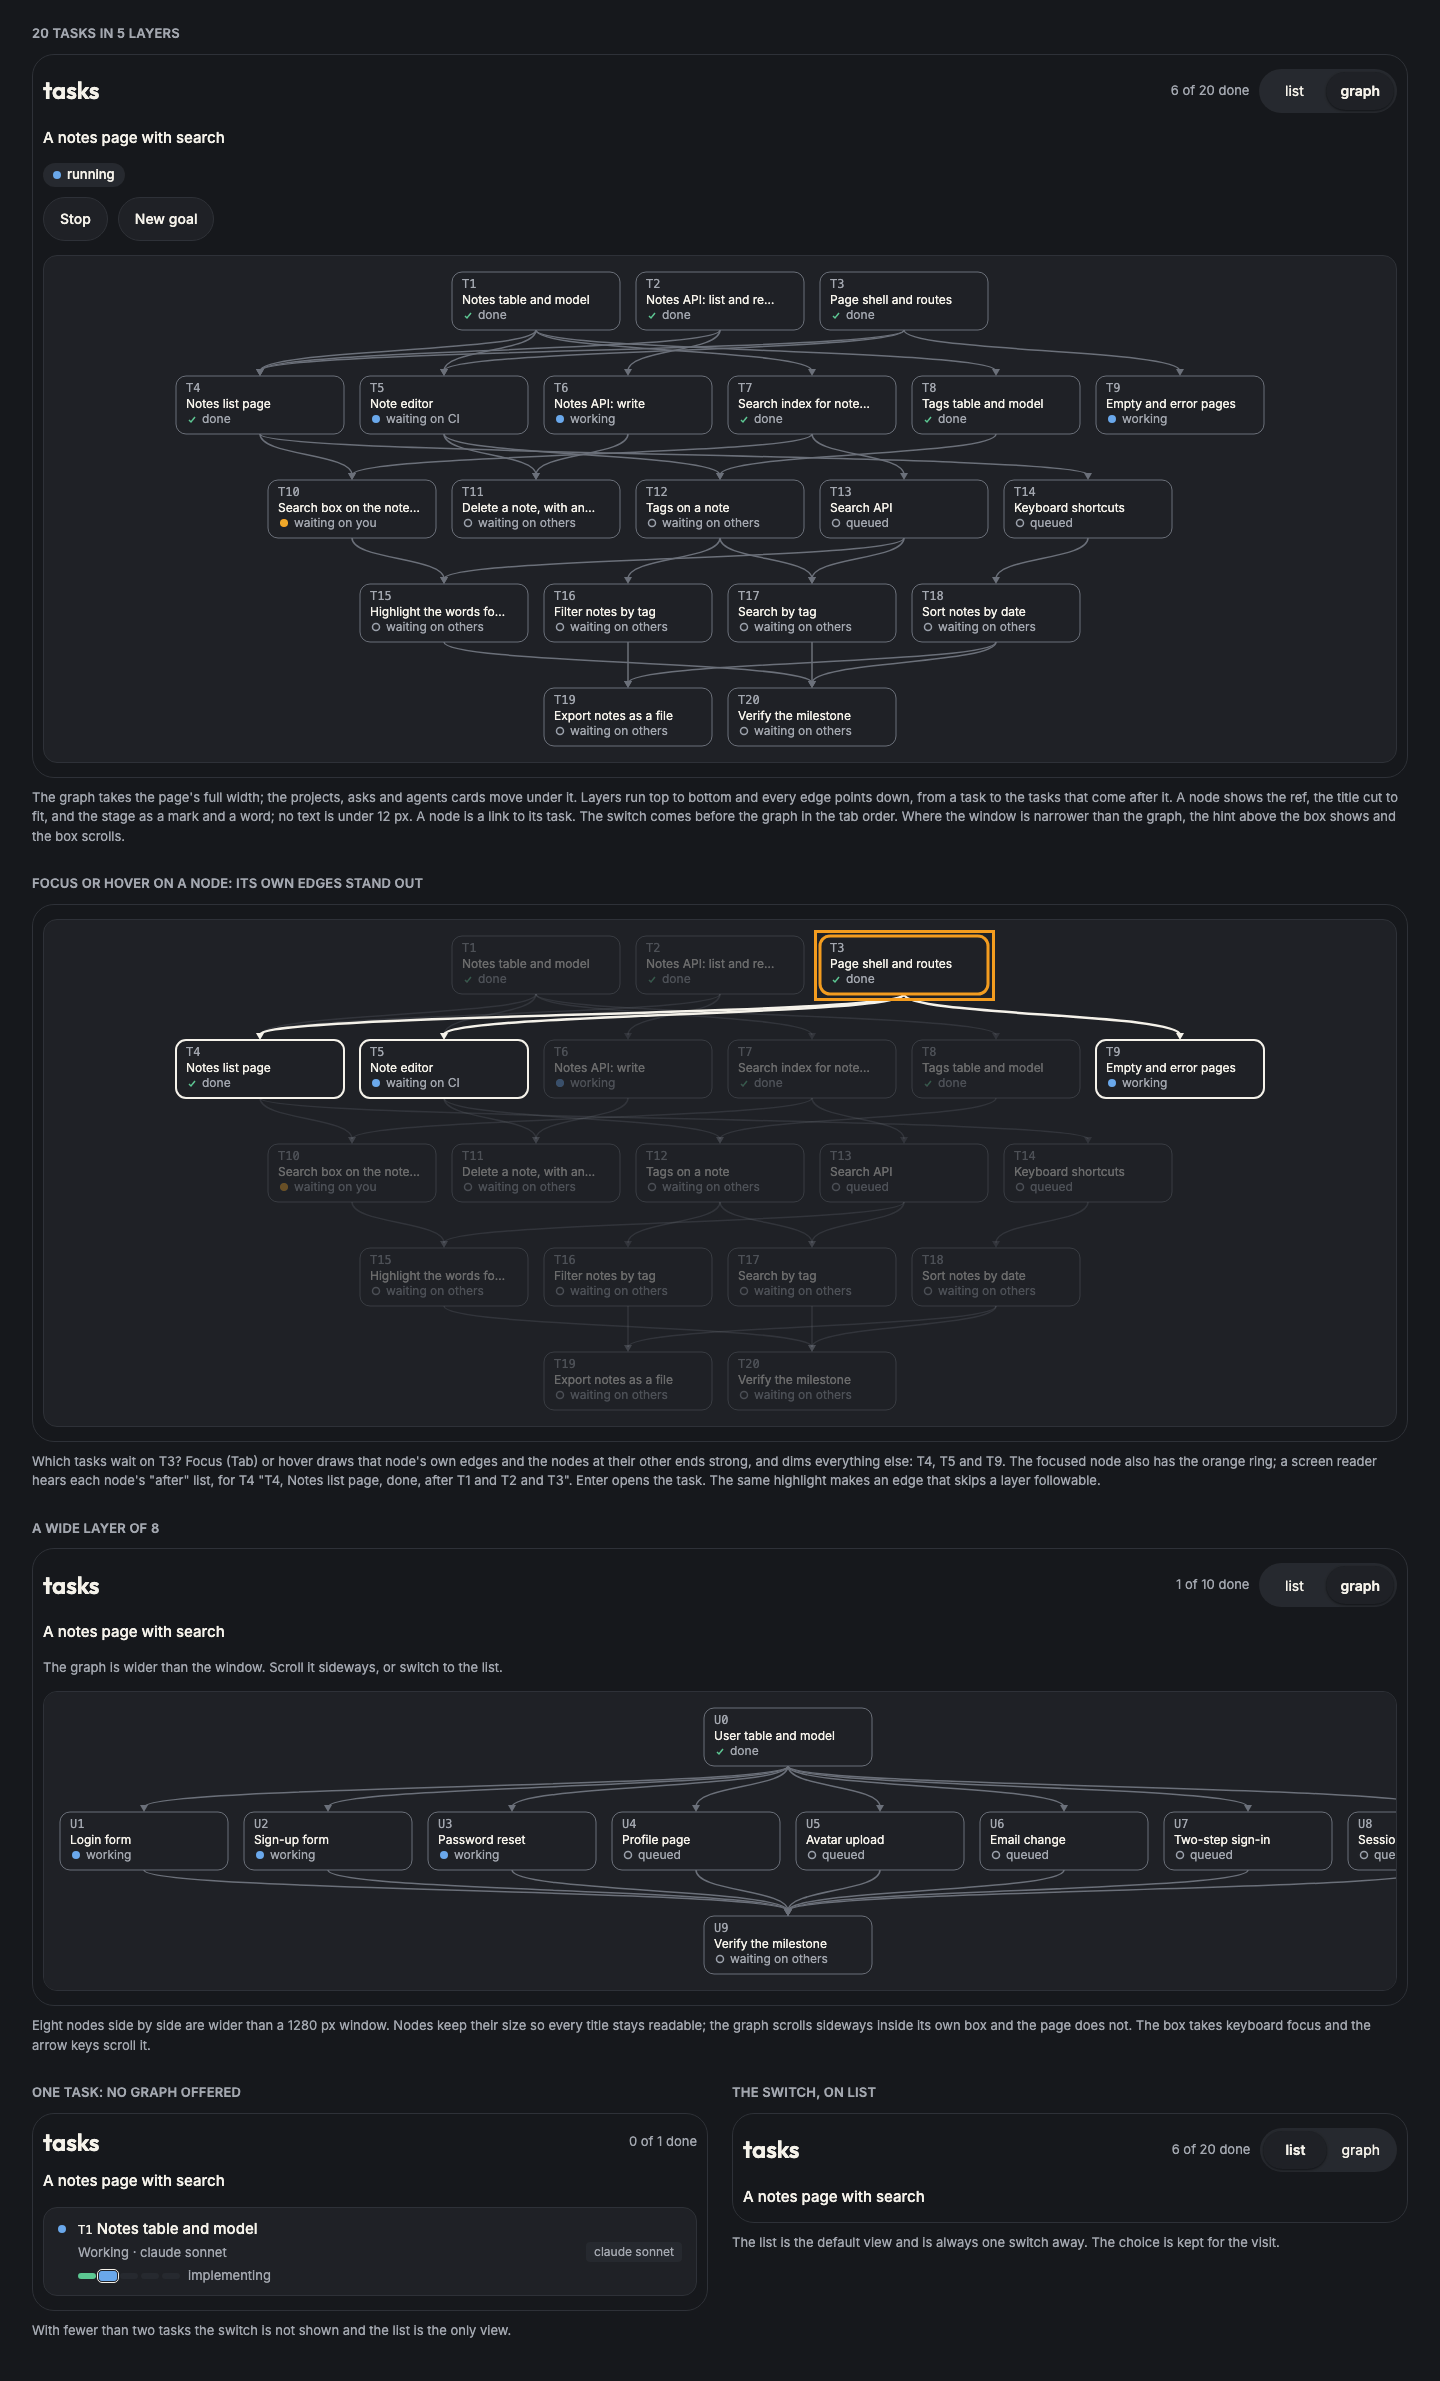 20 TASKS IN 5 LAYERS
tasks
6 of 20 done
list
graph
A notes page with search
running
Stop
New goal
T1
Notes table and model
done
T2
Notes API: list and re...
done
T3
Page shell and routes
done
T4
Notes list page
done
T5
Note editor
waiting on CI
T6
Notes API: write
working
T7
Search index for note...
done
T8
Tags table and model
done
T9
Empty and error pages
working
T10
Search box on the note...
waiting on you
T11
Delete a note, with an...
waiting on others
T12
Tags on a note
waiting on others
T13
Search API
queued
T14
Keyboard shortcuts
queued
T15
Highlight the words fo...
waiting on others
T16
Filter notes by tag
waiting on others
T17
Search by tag
waiting on others
T18
Sort notes by date
waiting on others
T19
Export notes as a file
waiting on others
T20
Verify the milestone
waiting on others
The graph takes the page's full width; the projects, asks and agents cards move under it. Layers run top to bottom and every edge points down, from a task to the tasks that come after it. A node shows the ref, the title cut to
fit, and the stage as a mark and a word; no text is under 12 px. A node is a link to its task. The switch comes before the graph in the tab order. Where the window is narrower than the graph, the hint above the box shows and
the box scrolls.
FOCUS OR HOVER ON A NODE: ITS OWN EDGES STAND OUT
T1
Notes table and model
done
T2
Notes API: list and re...
done
T3
Page shell and routes
done
T4
Notes list page
done
T5
Note editor
waiting on CI
T6
Notes API: write
working
T7
Search index for note...
done
T8
Tags table and model
done
T9
Empty and error pages
working
T10
Search box on the note...
waiting on you
T11
Delete a note, with an...
waiting on others
T12
Tags on a note
waiting on others
T13
Search API
queued
T14
Keyboard shortcuts
queued
T15
Highlight the words fo...
waiting on others
T16
Filter notes by tag
waiting on others
T17
Search by tag
waiting on others
T18
Sort notes by date
waiting on others
T19
Export notes as a file
waiting on others
T20
Verify the milestone
waiting on others
Which tasks wait on T3? Focus (Tab) or hover draws that node's own edges and the nodes at their other ends strong, and dims everything else: T4, T5 and T9. The focused node also has the orange ring; a screen reader
hears each node's "after" list, for T4 "T4, Notes list page, done, after T1 and T2 and T3". Enter opens the task. The same highlight makes an edge that skips a layer followable.
A WIDE LAYER OF 8
tasks
1 of 10 done
list
graph
A notes page with search
The graph is wider than the window. Scroll it sideways, or switch to the list.
U0
User table and model
done
U1
Login form
working
U2
Sign-up form
working
U3
Password reset
working
U4
Profile page
queued
U5
Avatar upload
queued
U6
Email change
queued
U7
Two-step sign-in
queued
U8
Sessio
que
U9
Verify the milestone
waiting on others
Eight nodes side by side are wider than a 1280 px window. Nodes keep their size so every title stays readable; the graph scrolls sideways inside its own box and the page does not. The box takes keyboard focus and the
arrow keys scroll it.
ONE TASK: NO GRAPH OFFERED
tasks
0 of 1 done
A notes page with search
T1 Notes table and model
Working · claude sonnet
claude sonnet
Implementing
With fewer than two tasks the switch is not shown and the list is the only view.
THE SWITCH, ON LIST
tasks
6 of 20 done
list
graph
A notes page with search
The list is the default view and is always one switch away. The choice is kept for the visit.